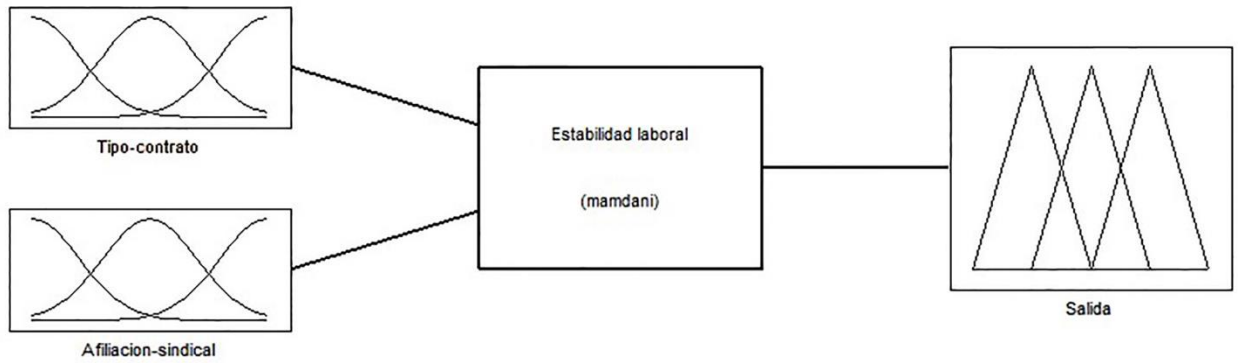 Tipo-contrato
Estabilidad laboral
(mamdani)
Afiliacion-sindical
Salida